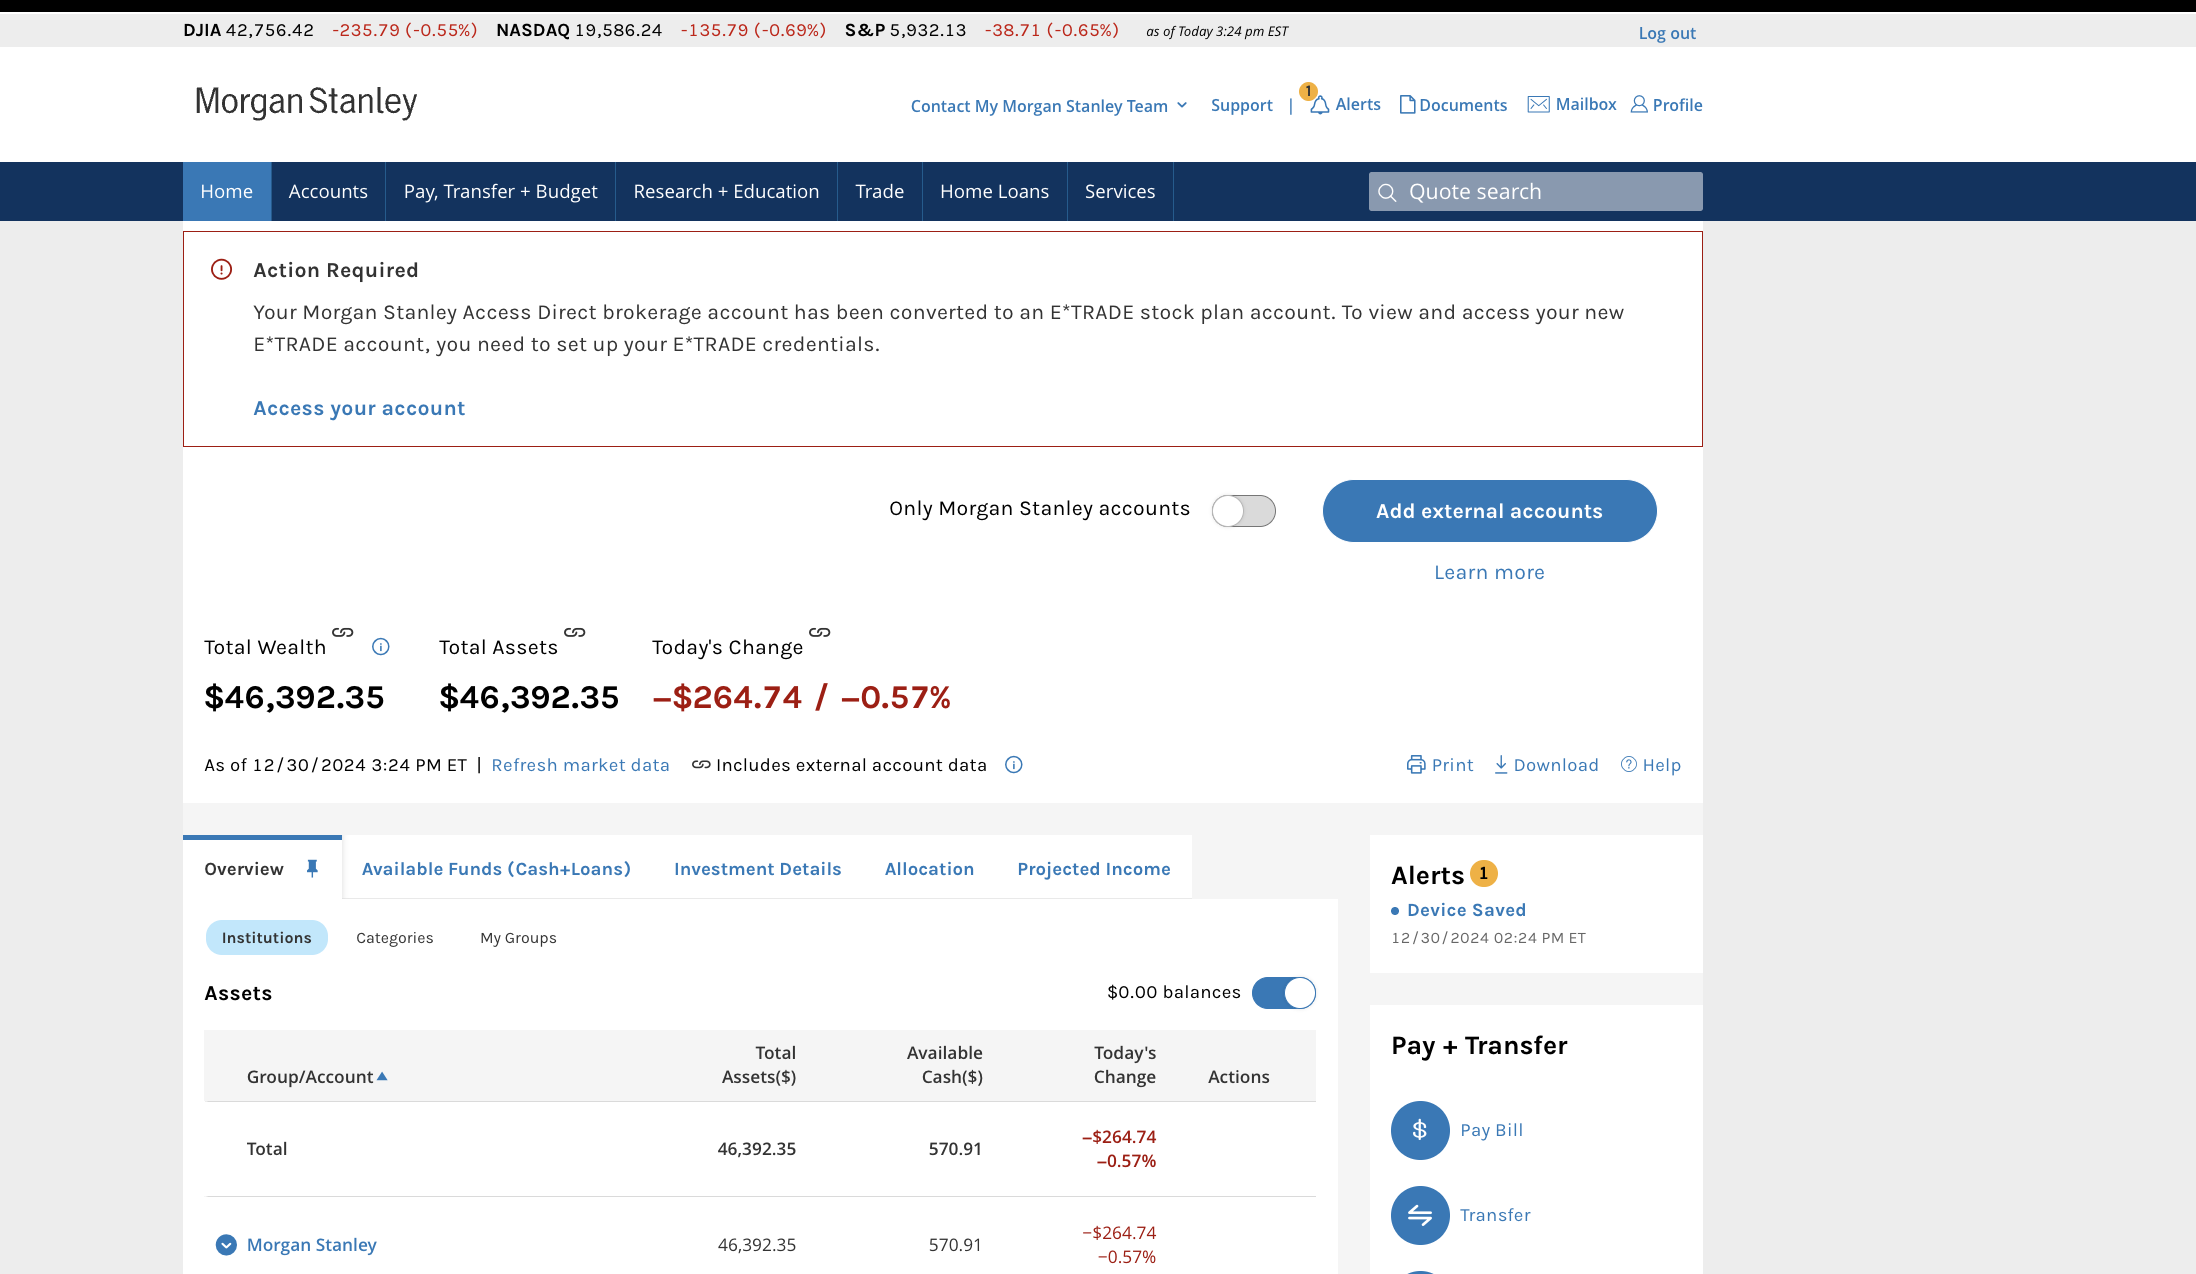 DJIA 42,756.42 -235.79 (-0.55%) NASDAQ 19,586.24 -135.79 (-0.69%) S&P 5,932.13 -38.71 (-0.65%) as of Today 3:24 pm EST Log out
Morgan Stanley
Contact My Morgan Stanley Team Support | 1 Alerts Documents Mailbox Profile
Home Accounts Pay, Transfer + Budget Research + Education Trade Home Loans Services Quote search
Action Required
Your Morgan Stanley Access Direct brokerage account has been converted to an E*TRADE stock plan account. To view and access your new
E*TRADE account, you need to set up your E*TRADE credentials.
Access your account
Only Morgan Stanley accounts Add external accounts
Learn more
Total Wealth Total Assets Today's Change
$46,392.35 $46,392.35 –$264.74 / –0.57%
As of 12/30/2024 3:24 PM ET | Refresh market data Includes external account data Print Download Help
Overview Available Funds (Cash+Loans) Investment Details Allocation Projected Income
Institutions Categories My Groups
Assets $0.00 balances
Total Available Today's
Group/Account Assets($) Cash($) Change Actions
Total 46,392.35 570.91 –$264.74
–0.57%
Morgan Stanley 46,392.35 570.91 –$264.74
–0.57%
Alerts 1
Device Saved
12/30/2024 02:24 PM ET
Pay + Transfer
$ Pay Bill
Transfer